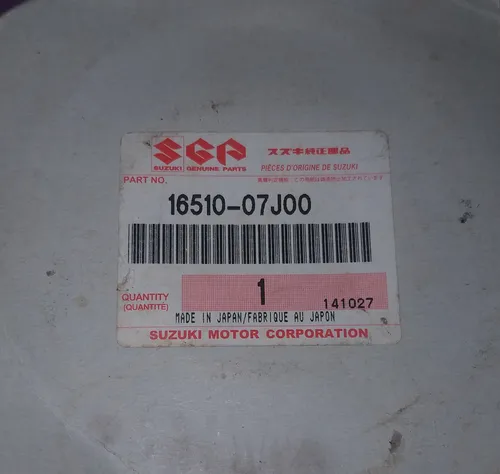 SGP スズキ純正部品
SUZUKI GENUINE PARTS PIÈCES D'ORIGINE DE SUZUKI
PART NO.
16510-07J00
QUANTITY 1 141027
(QUANTITÉ)
MADE IN JAPAN/FABRIQUE AU JAPON
SUZUKI MOTOR CORPORATION